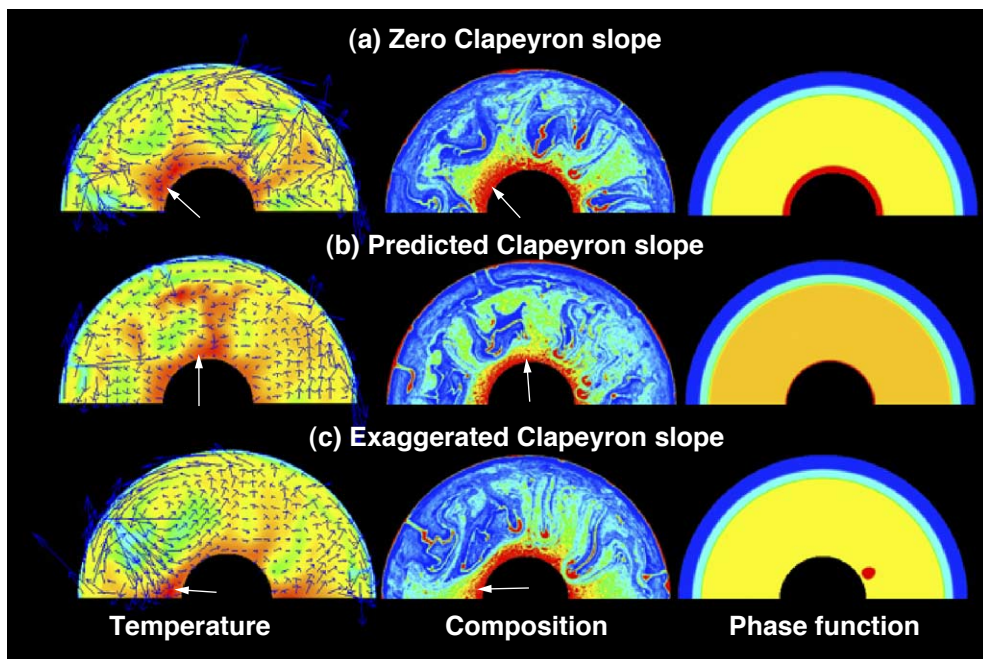 (a) Zero Clapeyron slope
(b) Predicted Clapeyron slope
(c) Exaggerated Clapeyron slope
Temperature Composition Phase function